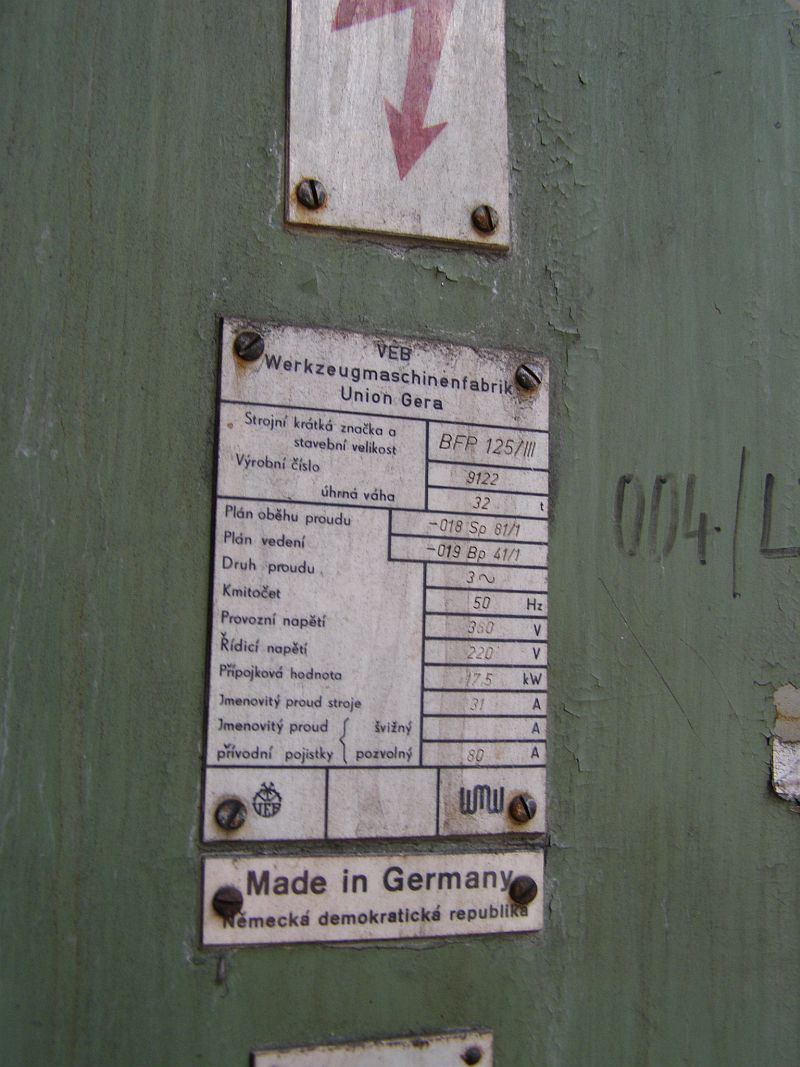 VEB
Werkzeugmaschinenfabrik
Union Gera
Strojní krátká značka a
stavební velikost BFP 125/III
Výrobní číslo 9122
úhrná váha 32 t
Plán oběhu proudu -018 Sp 81/1
Plán vedení -019 Bp 41/1
Druh proudu 3~
Kmitočet 50 Hz
Provozní napětí 380 V
Řídicí napětí 220 V
Přípojková hodnota 17,5 kW
Jmenovitý proud stroje 31 A
Jmenovitý proud švižný A
přívodní pojistky pozvolný 80 A
VEB WMW
Made in Germany
Německá demokratická republika
004/L